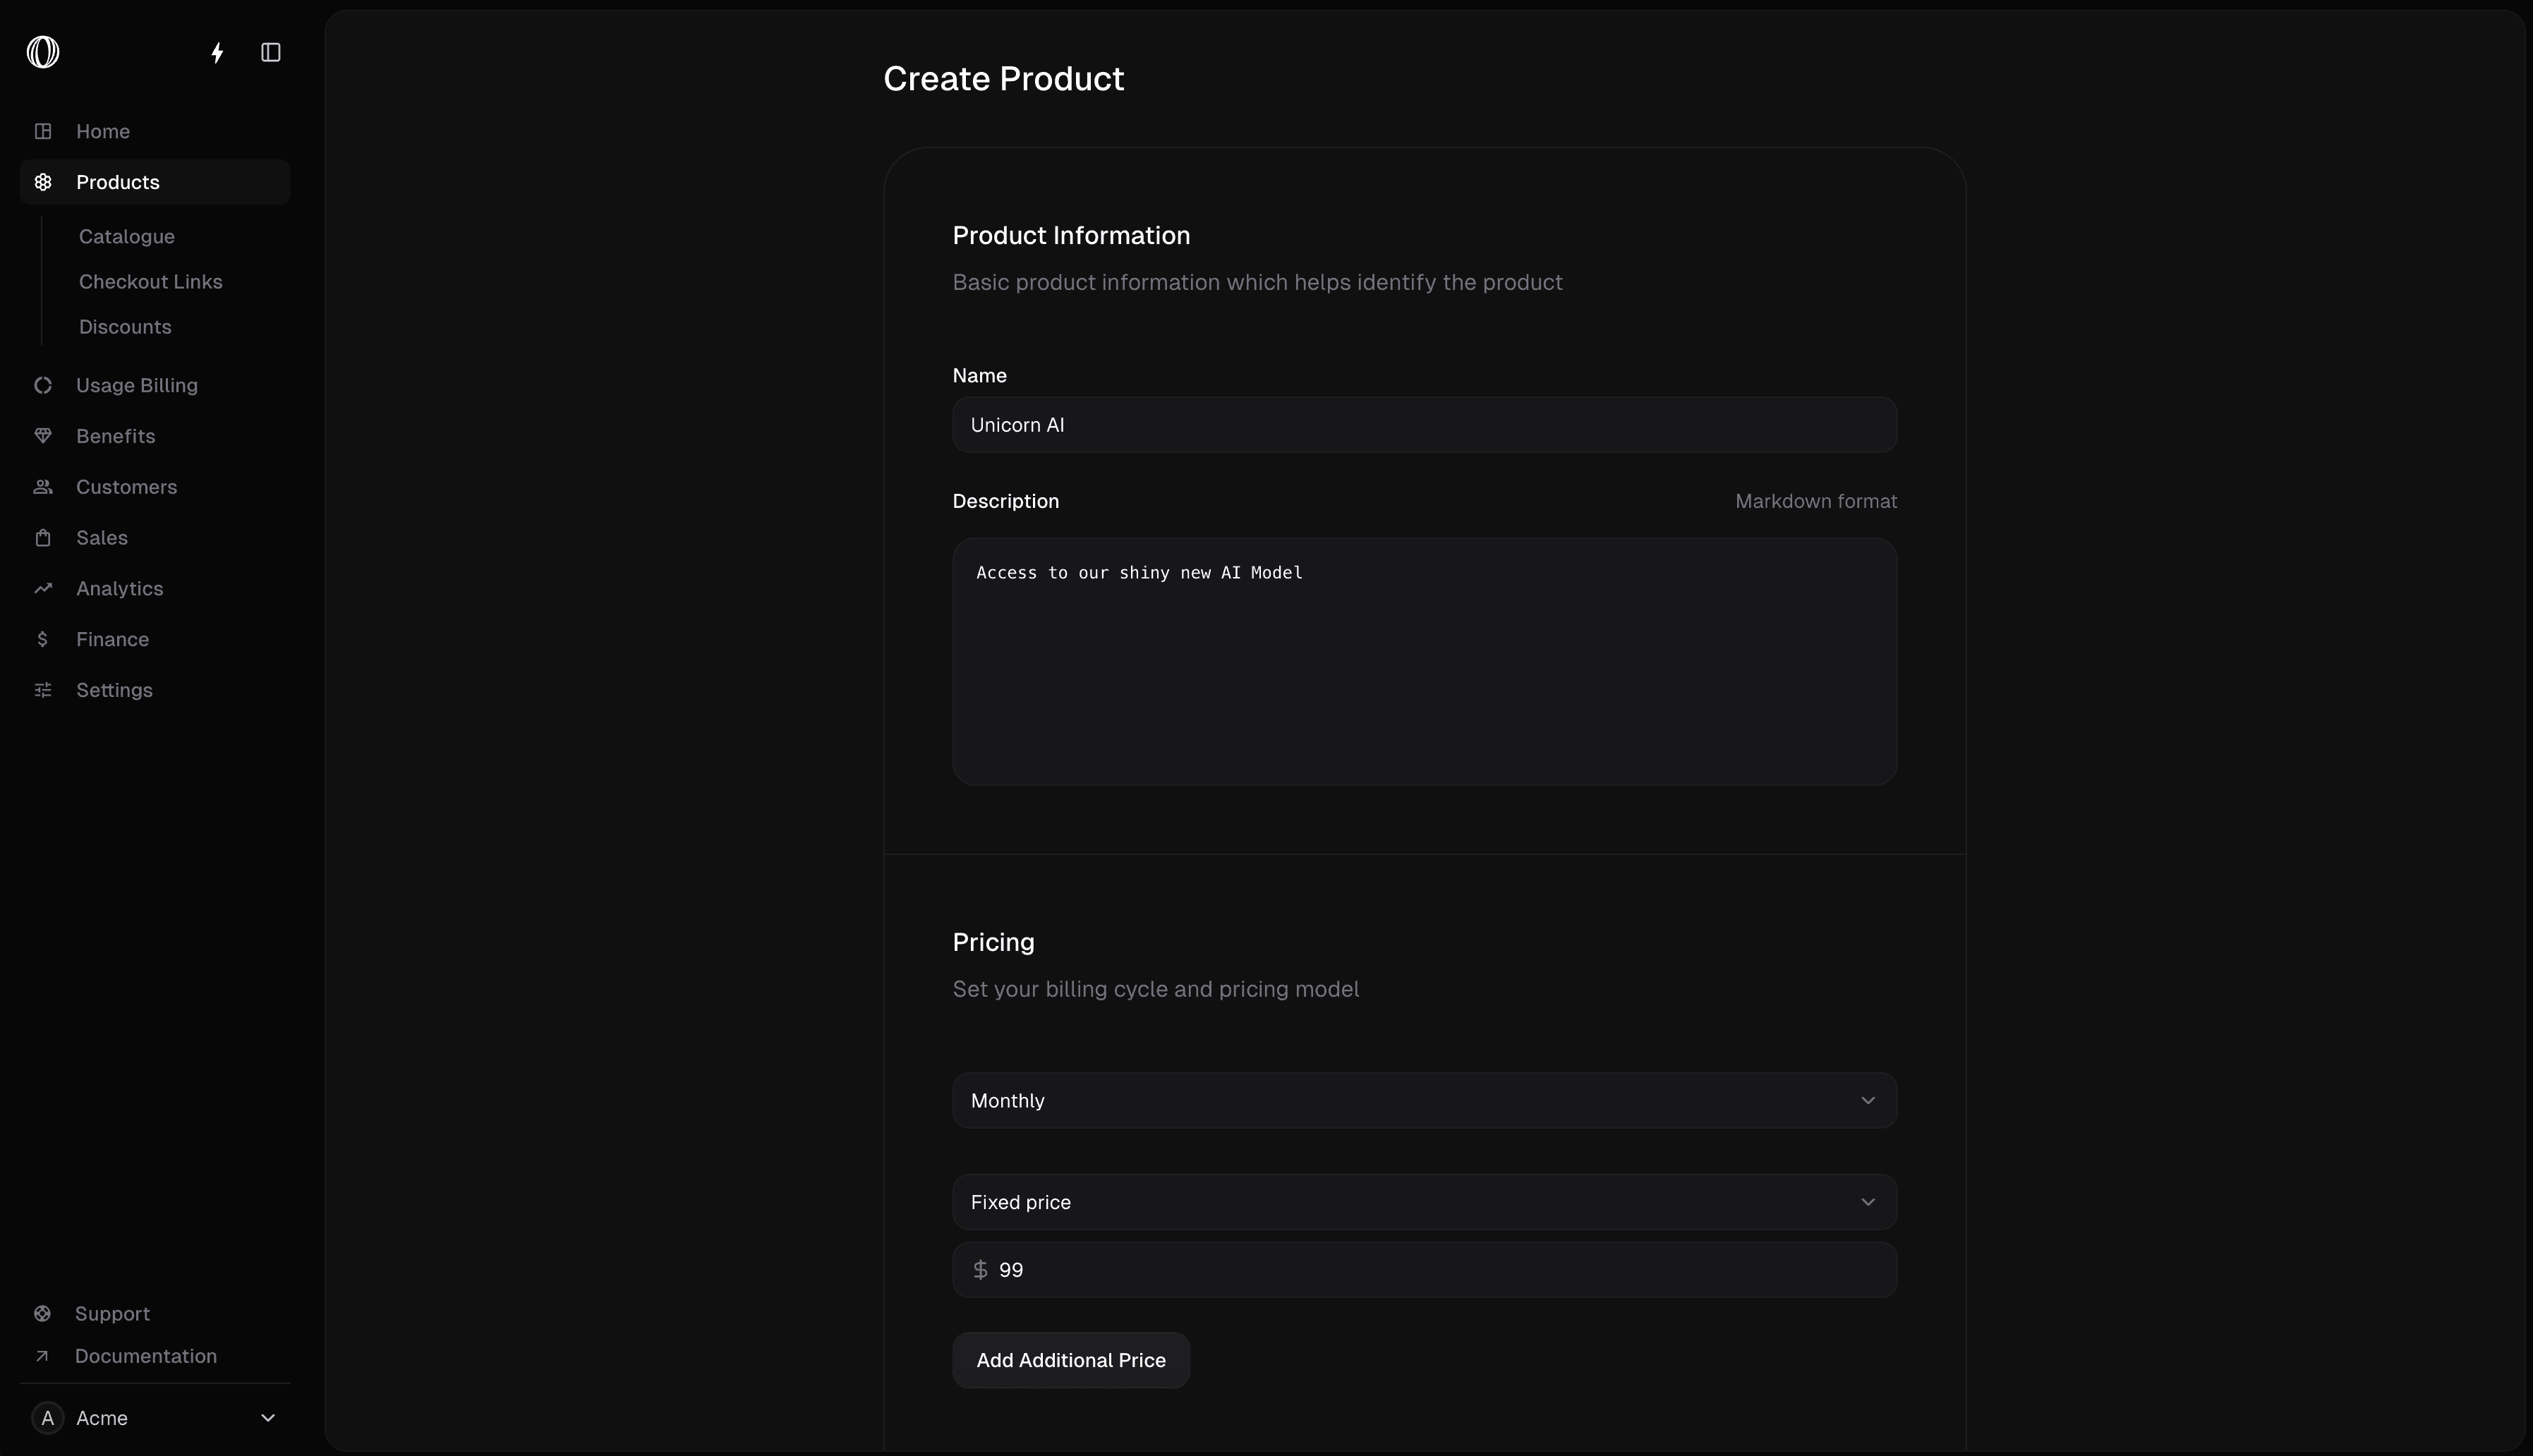 Home
Products
Catalogue
Checkout Links
Discounts
Usage Billing
Benefits
Customers
Sales
Analytics
Finance
Settings
Support
Documentation
A Acme
Create Product
Product Information
Basic product information which helps identify the product
Name
Unicorn AI
Description Markdown format
Access to our shiny new AI Model
Pricing
Set your billing cycle and pricing model
Monthly
Fixed price
$ 99
Add Additional Price